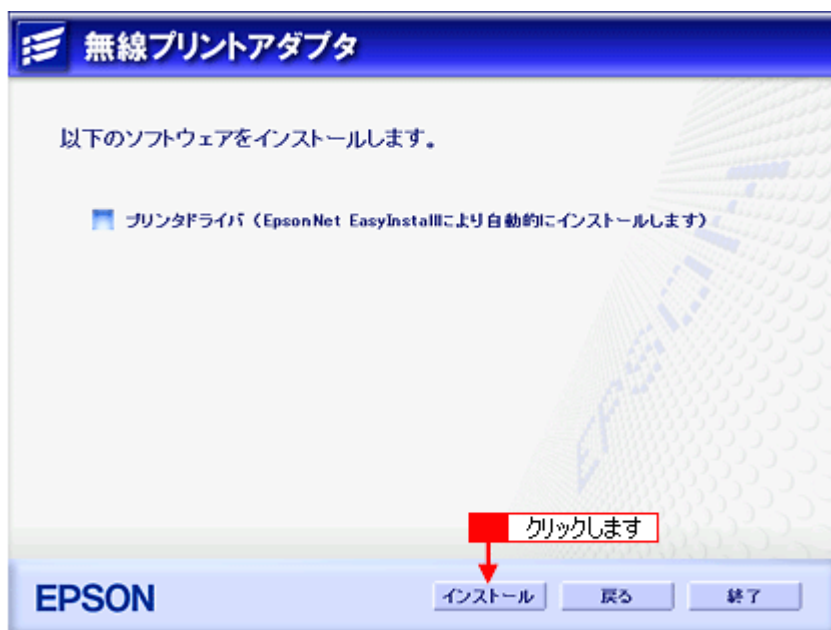 無線プリントアダプタ
以下のソフトウェアをインストールします。
プリンタドライバ（EpsonNet EasyInstallにより自動的にインストールします）
EPSON
クリックします
EPSON
インストール
戻る
終了